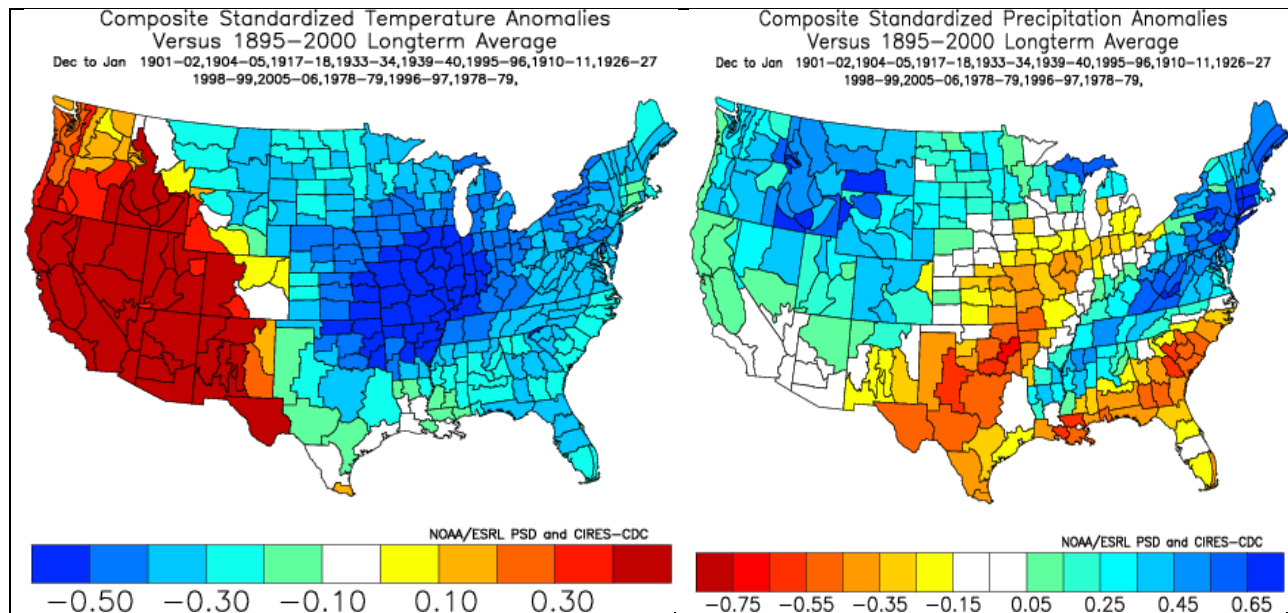 Composite Standardized Temperature Anomalies
Versus 1895−2000 Longterm Average
Dec to Jan 1901−02,1904−05,1917−18,1933−34,1939−40,1995−96,1910−11,1926−27
1998−99,2005−06,1978−79,1996−97,1978−79,
NOAA/ESRL PSD and CIRES−CDC
−0.50 −0.30 −0.10 0.10 0.30
Composite Standardized Precipitation Anomalies
Versus 1895−2000 Longterm Average
Dec to Jan 1901−02,1904−05,1917−18,1933−34,1939−40,1995−96,1910−11,1926−27
1998−99,2005−06,1978−79,1996−97,1978−79,
NOAA/ESRL PSD and CIRES−CDC
−0.75 −0.55 −0.35 −0.15 0.05 0.25 0.45 0.65